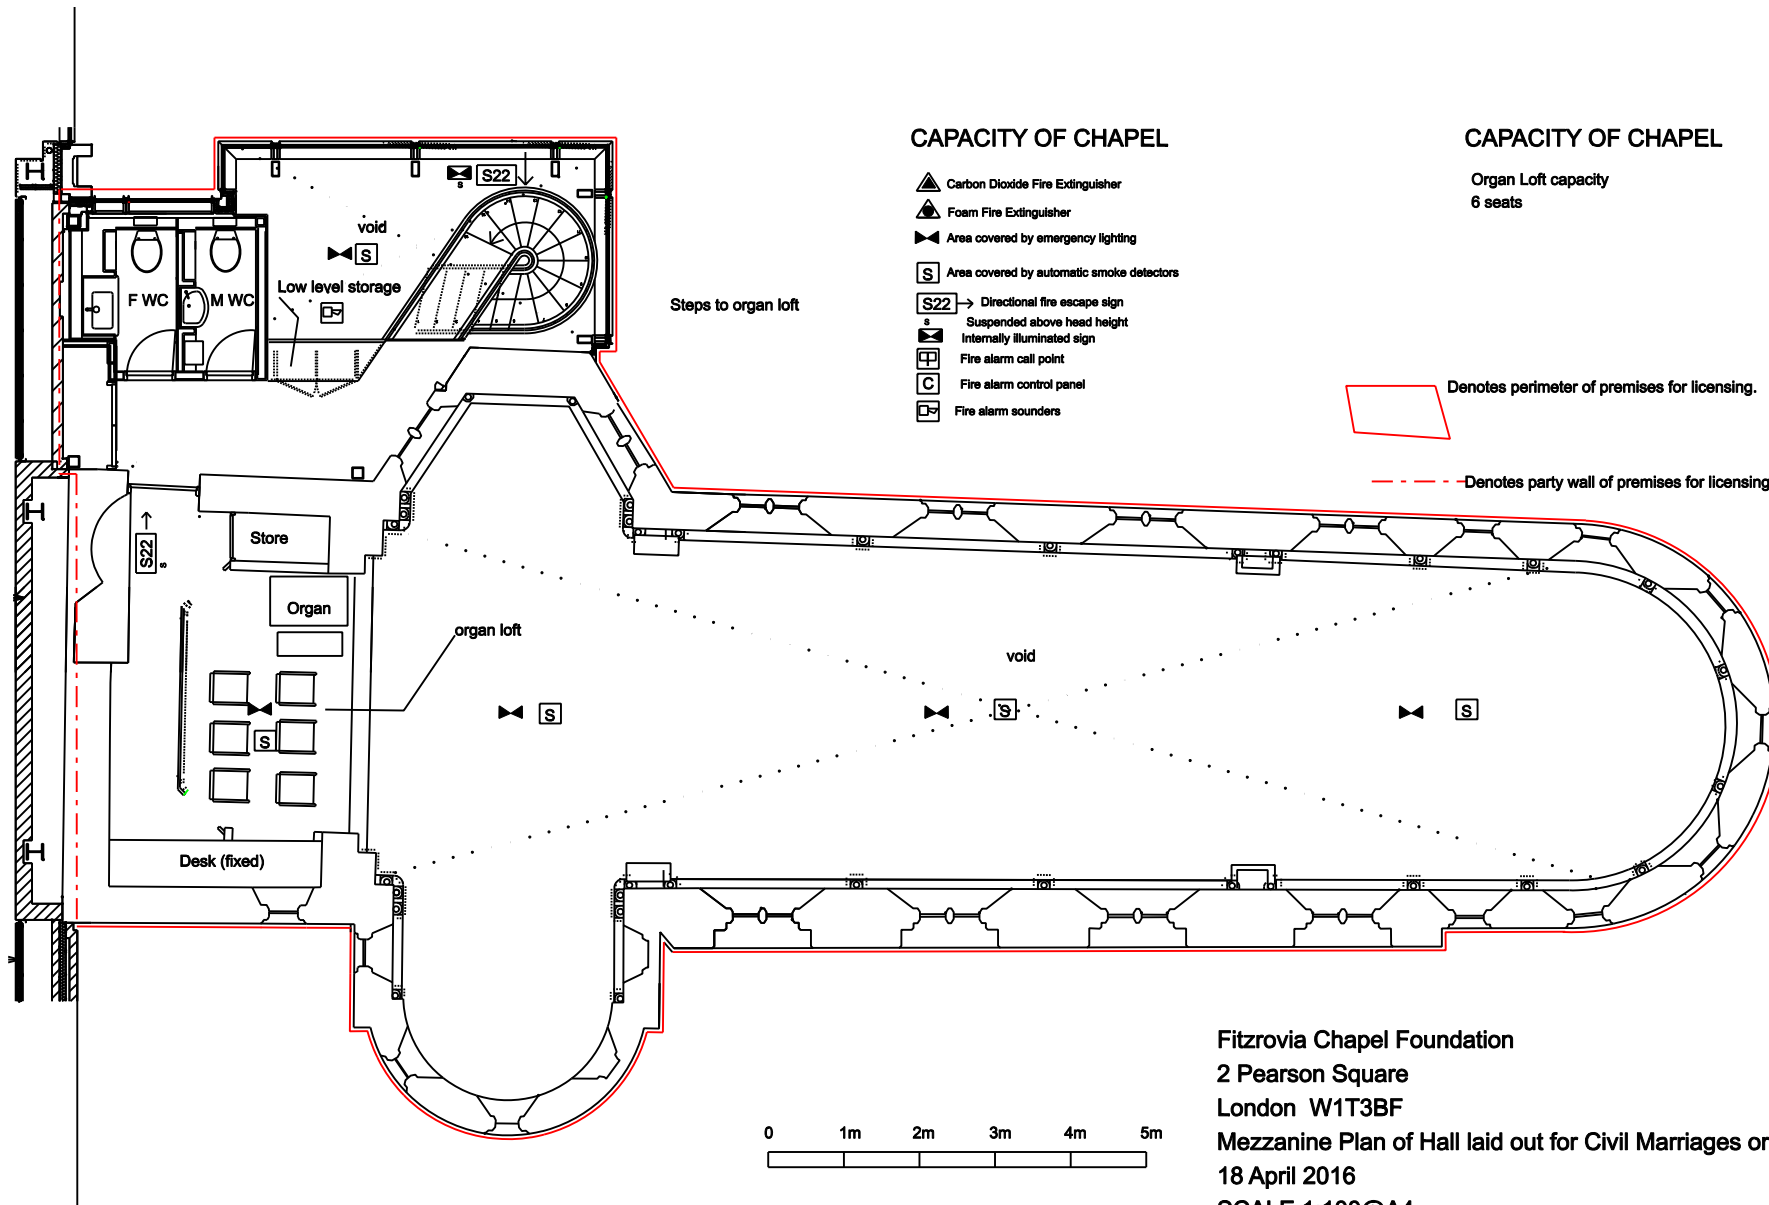 CAPACITY OF CHAPEL
Carbon Dioxide Fire Extinguisher
Foam Fire Extinguisher
Area covered by emergency lighting
S Area covered by automatic smoke detectors
S22 Directional fire escape sign
s Suspended above head height
Internally illuminated sign
Fire alarm call point
C Fire alarm control panel
Fire alarm sounders
CAPACITY OF CHAPEL
Organ Loft capacity
6 seats
Denotes perimeter of premises for licensing.
Denotes party wall of premises for licensing
S22
s
void
S
Low level storage
F WC
M WC
Steps to organ loft
S22
s
Store
Organ
organ loft
S
S
void
S
S
Desk (fixed)
0 1m 2m 3m 4m 5m
Fitzrovia Chapel Foundation
2 Pearson Square
London W1T3BF
Mezzanine Plan of Hall laid out for Civil Marriages or
18 April 2016